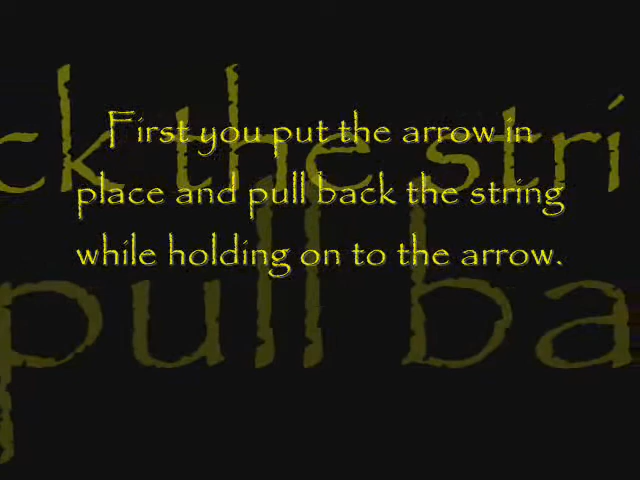 First you put the arrow in
place and pull back the string
while holding on to the arrow.
ck the stri
pull ba